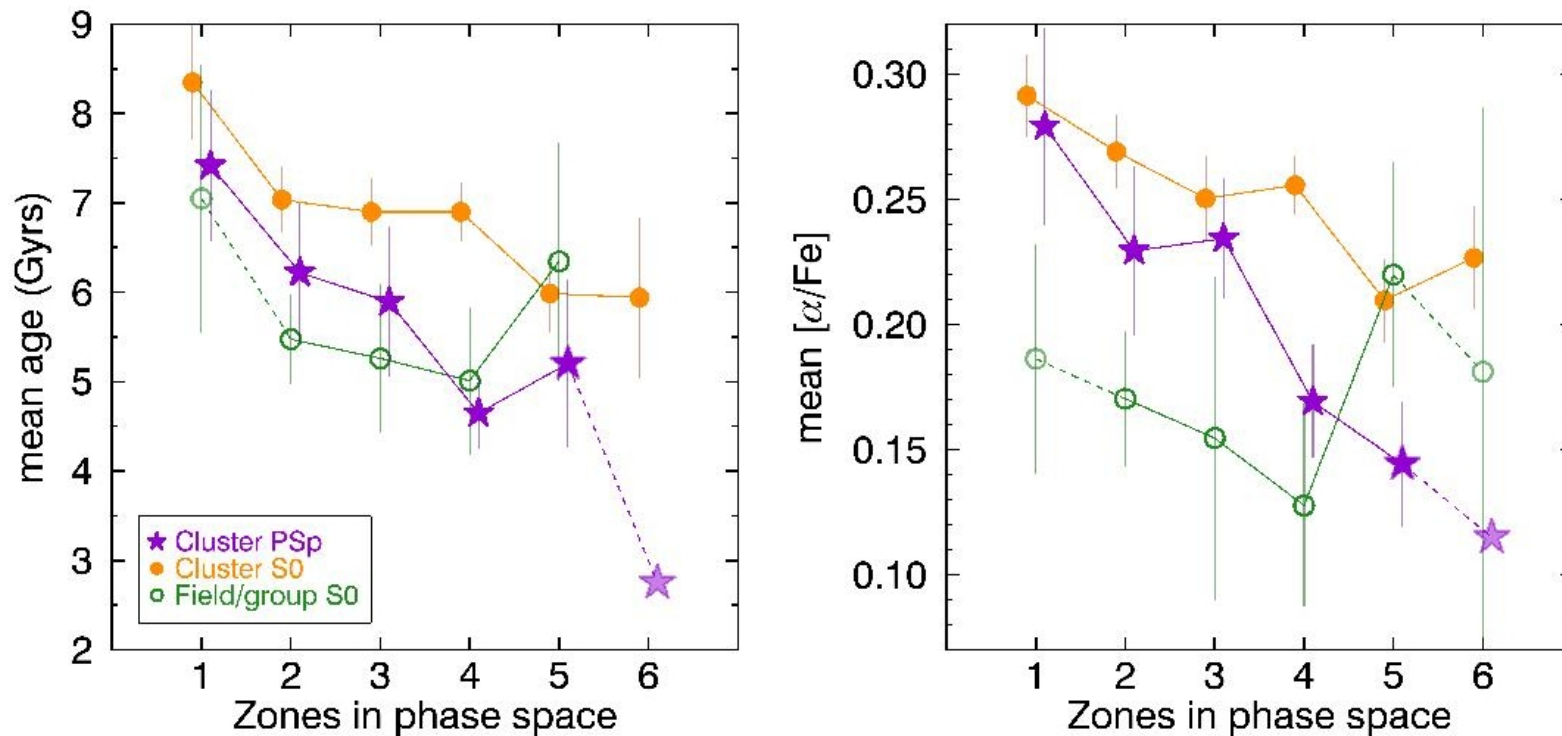 9
8
7
6
5
4
3
2
mean age (Gyrs)
Cluster PSp
Cluster S0
Field/group S0
1 2 3 4 5 6
Zones in phase space
0.30
0.25
0.20
0.15
0.10
mean [α/Fe]
1 2 3 4 5 6
Zones in phase space